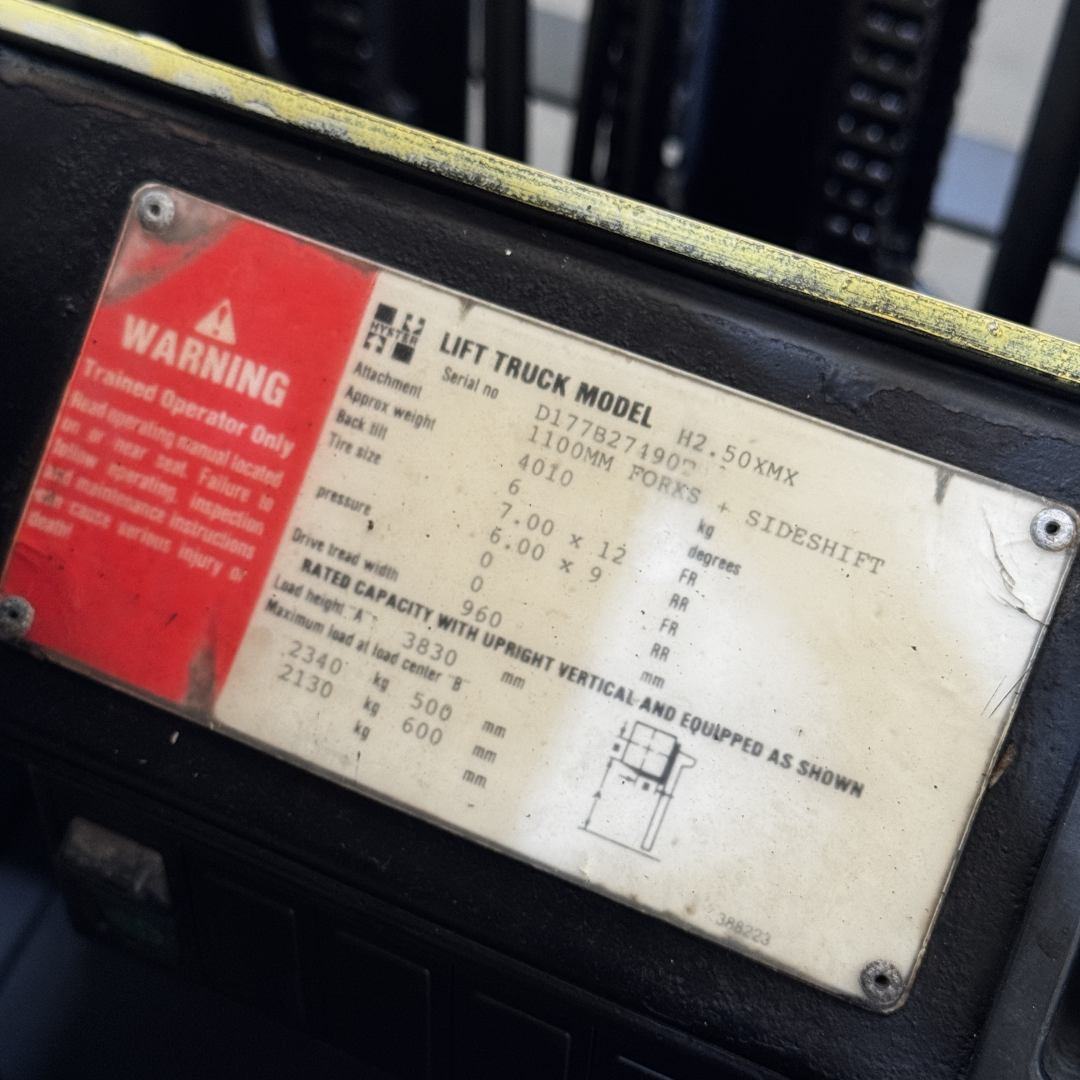 WARNING
Trained Operator Only
Read operating manual located
on or near seat. Failure to
follow operating, inspection
and maintenance instructions
can cause serious injury or
death!
HYSTER
LIFT TRUCK MODEL H2.50XMX
Serial no
Attachment 1100MM FORKS + SIDESHIFT
Approx weight 4010 kg
Back tilt 6 degrees
Tire size 7.00 x 12 FR
6.00 x 9 RR
pressure 0 FR
0 RR
Drive tread width 960 mm
RATED CAPACITY WITH UPRIGHT VERTICAL AND EQUIPPED AS SHOWN
Load height "A" 3830 mm
Maximum load at load center "B"
2340 kg 500 mm
2130 kg 600 mm
kg mm
A
388223